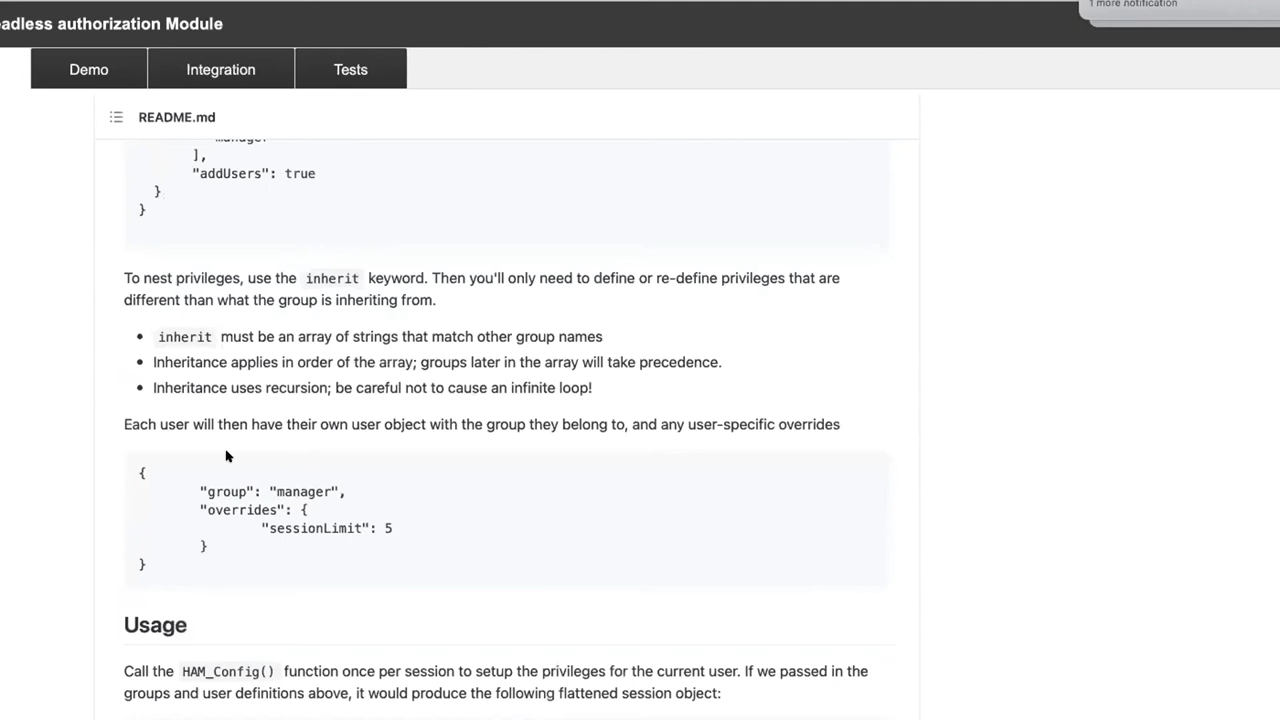 1 more notification
eadless authorization Module
Demo Integration Tests
README.md
],
"addUsers": true
}
}
To nest privileges, use the inherit keyword. Then you'll only need to define or re-define privileges that are
different than what the group is inheriting from.
• inherit must be an array of strings that match other group names
• Inheritance applies in order of the array; groups later in the array will take precedence.
• Inheritance uses recursion; be careful not to cause an infinite loop!
Each user will then have their own user object with the group they belong to, and any user-specific overrides
{
"group": "manager",
"overrides": {
"sessionLimit": 5
}
}
Usage
Call the HAM_Config() function once per session to setup the privileges for the current user. If we passed in the
groups and user definitions above, it would produce the following flattened session object: